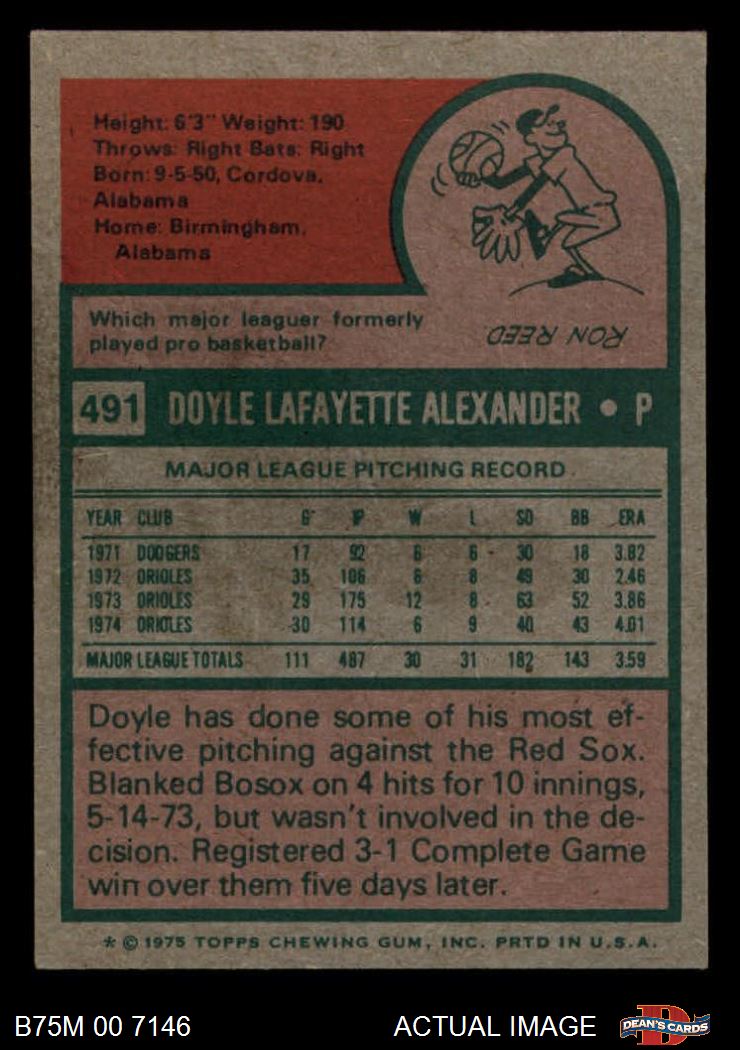 Height: 6'3" Weight: 190
Throws: Right Bats: Right
Born: 9-5-50, Cordova,
Alabama
Home: Birmingham,
Alabama
Which major leaguer formerly
played pro basketball?
RON REED
491 DOYLE LAFAYETTE ALEXANDER • P
MAJOR LEAGUE PITCHING RECORD
YEAR CLUB G IP W L SO BB ERA
1971 DODGERS 17 92 6 6 30 18 3.82
1972 ORIOLES 35 106 6 8 49 30 2.46
1973 ORIOLES 29 175 12 8 63 52 3.86
1974 ORIOLES 30 114 6 9 40 43 4.01
MAJOR LEAGUE TOTALS 111 487 30 31 182 143 3.59
Doyle has done some of his most ef-
fective pitching against the Red Sox.
Blanked Bosox on 4 hits for 10 innings,
5-14-73, but wasn't involved in the de-
cision. Registered 3-1 Complete Game
win over them five days later.
* © 1975 TOPPS CHEWING GUM, INC. PRTD IN U.S.A.
B75M 00 7146 ACTUAL IMAGE D DEAN'S CARDS